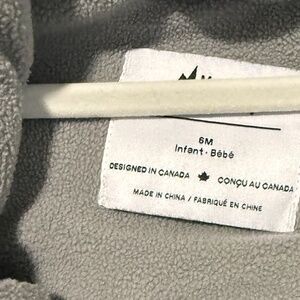 6M
Infant · Bébé
DESIGNED IN CANADA 🍁 CONÇU AU CANADA
MADE IN CHINA / FABRIQUÉ EN CHINE